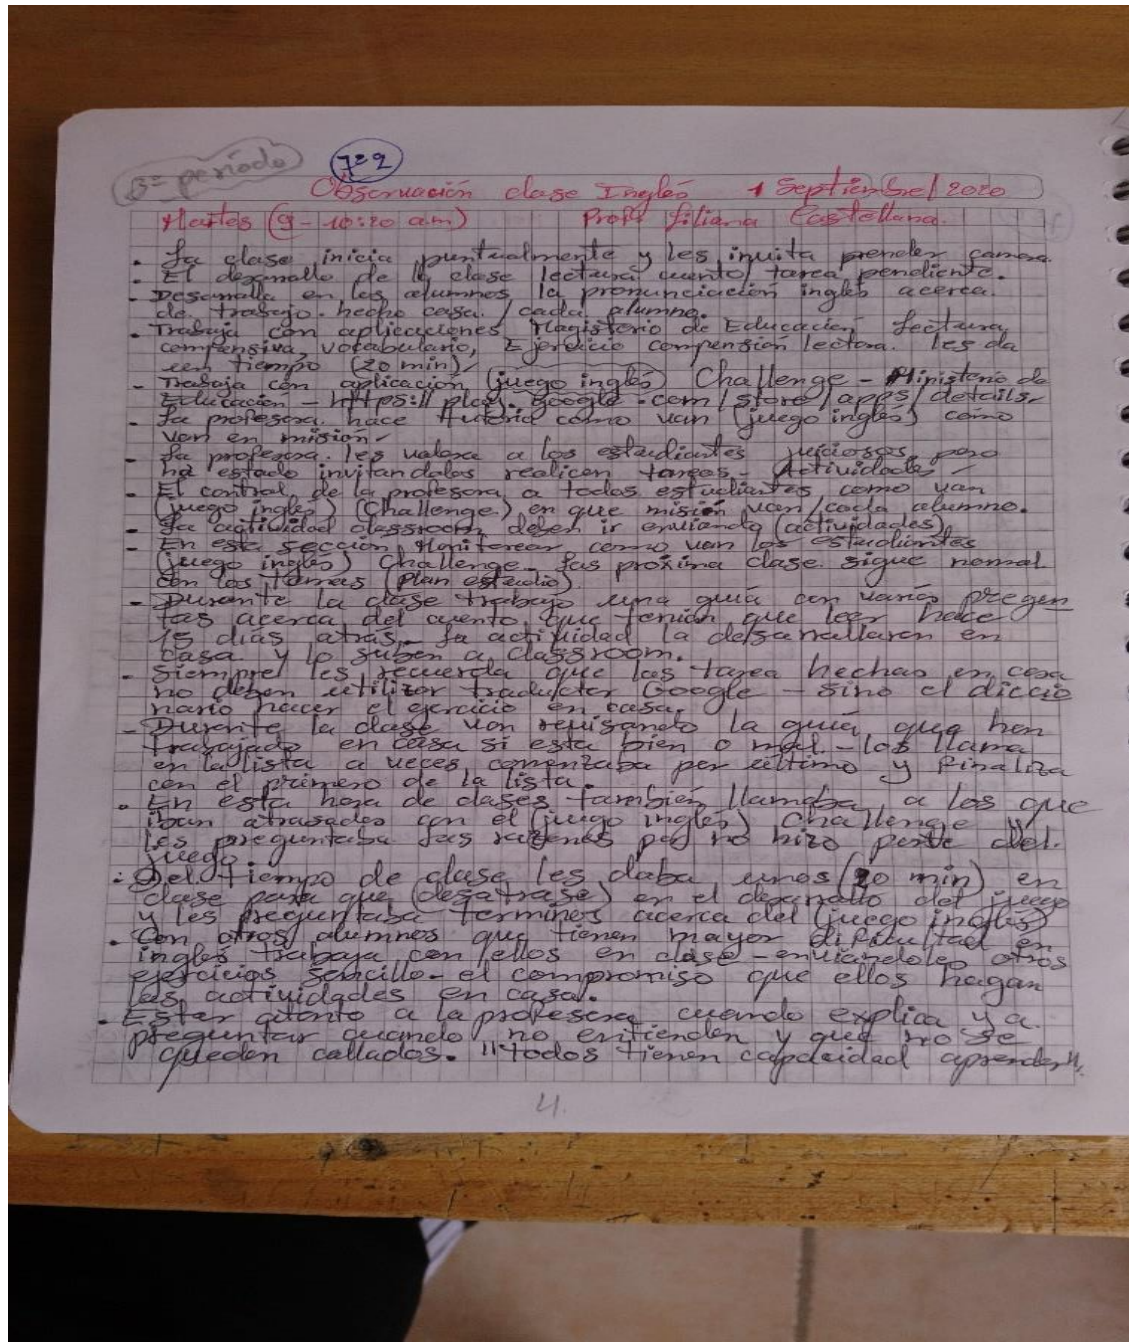 3º período
7º2
Observación clase Inglés 1 Septiembre/2020
Martes (9-10:20 a.m) Profe Liliana Castellana.
. La clase inicia puntualmente y les invita prender camara
- El desarrollo de la clase lectura cuento/tarea pendiente.
- Desarrolla en los alumnos la pronunciación inglés acerca
de trabajo hecho casa / cada alumno.
- Trabaja con aplicaciones Magisterio de Educación lectura
compensiva, vocabulario, Ejercicio compensión lectora. les da
un tiempo (20 min)
- Trabaja con aplicación (juego inglés) Challenge - Ministerio de
Educación - https://play.google.com/store/apps/details-
- La profesora hace tutoria como van (juego inglés) como
van en misión-
- La profesora les valora a los estudiantes juiciosos pero
ha estado invitandolos realicen tareas- Actividades-
- El control de la profesora a todos estudiantes como van
(juego inglés) (Challenge) en que misión van/cada alumno.
- La actividad classroom deben ir enviando (actividades)
- En esta sección Monitorear como van los estudiantes
(juego inglés) Challenge- las proxima clase sigue normal
con los temas (plan estudio).
- Durante la clase trabajo una guía con varios pregun
tas acerca del cuento que tenian que leer hace
15 dias atrás- La actividad la desarrollaron en
casa y lo suben a classroom.
- Siempre les recuerda que las tarea hechas en casa
no deben utilizar traductor Google - sino el diccio
nario hacer el ejercicio en casa.
- Durante la clase van revisando la guía que han
trabajado en casa si esta bien o mal - los llama
en la lista a veces comenzaba por último y finaliza
con el primero de la lista.
. En esta hora de clases también llamaba a los que
iban atrasados con el (juego inglés) Challenge y
les preguntaba las razones por no hizo parte del
juego
. Del tiempo de clase les daba unos (20 min) en
clase para que (desatrase) en el desarrollo del juego
y les preguntaba terminos acerca del (juego inglés)
. Con otros alumnos que tienen mayor dificultad en
ingles trabaja con ellos en clase - enviandoles otros
ejercicios sencillo- el compromiso que ellos hagan
las actividades en casa.
- Estar atento a la profesora cuando explica y a
preguntar cuando no entienden y que no se
queden callados. "todos tienen capacidad aprender".
4.